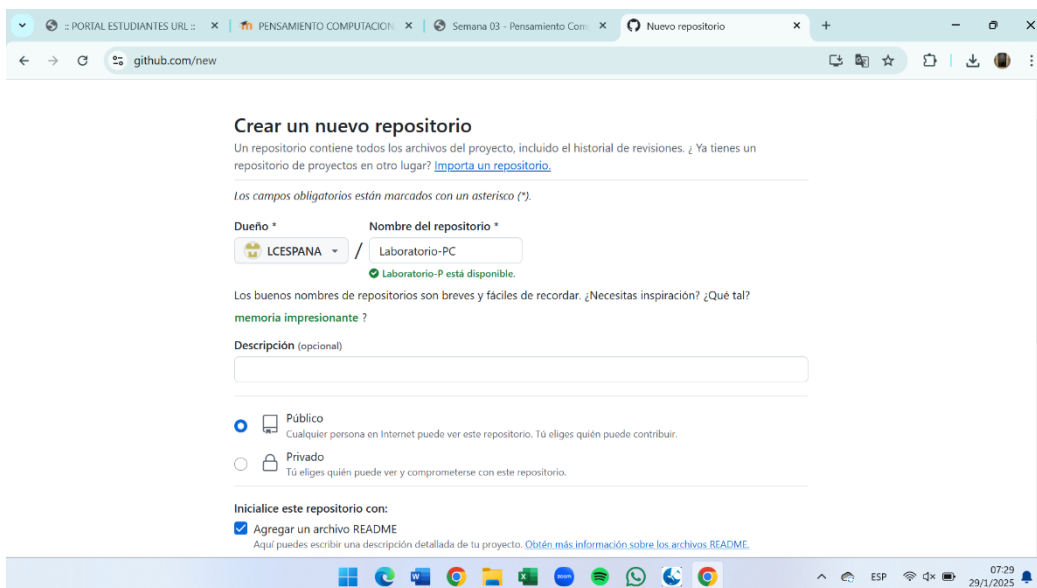 :: PORTAL ESTUDIANTES URL ::
PENSAMIENTO COMPUTACION
Semana 03 - Pensamiento Com
Nuevo repositorio
github.com/new
Crear un nuevo repositorio
Un repositorio contiene todos los archivos del proyecto, incluido el historial de revisiones. ¿ Ya tienes un
repositorio de proyectos en otro lugar? Importa un repositorio.
Los campos obligatorios están marcados con un asterisco (*).
Dueño * Nombre del repositorio *
LCESPANA / Laboratorio-PC
Laboratorio-P está disponible.
Los buenos nombres de repositorios son breves y fáciles de recordar. ¿Necesitas inspiración? ¿Qué tal?
memoria impresionante ?
Descripción (opcional)
Público
Cualquier persona en Internet puede ver este repositorio. Tú eliges quién puede contribuir.
Privado
Tú eliges quién puede ver y comprometerse con este repositorio.
Inicialice este repositorio con:
Agregar un archivo README
Aquí puedes escribir una descripción detallada de tu proyecto. Obtén más información sobre los archivos README.
zoom
ESP
07:29
29/1/2025